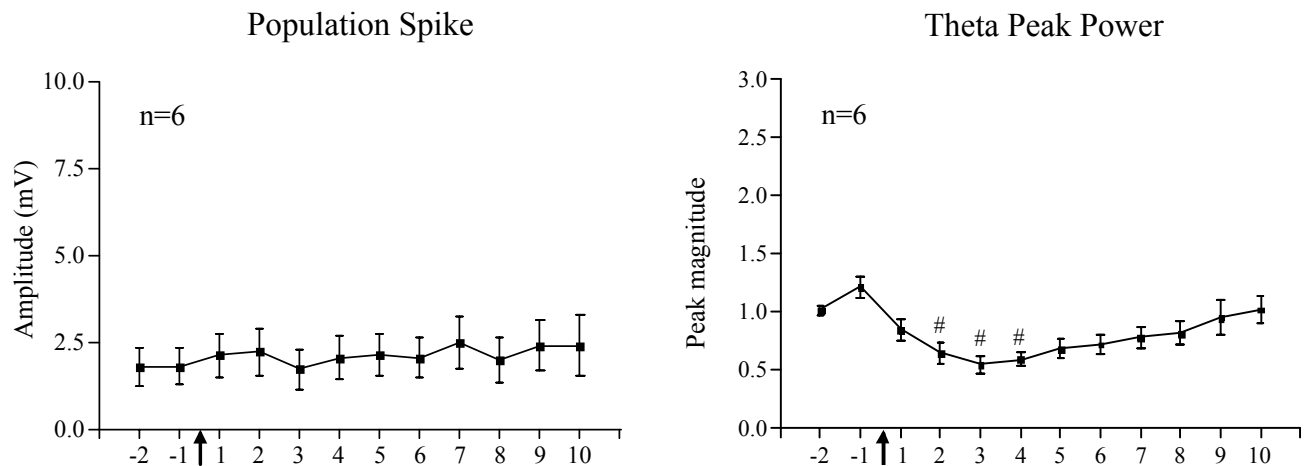 Population Spike
10.0
7.5
5.0
2.5
0.0
Amplitude (mV)
n=6
-2 -1 1 2 3 4 5 6 7 8 9 10
Theta Peak Power
3.0
2.5
2.0
1.5
1.0
0.5
0.0
Peak magnitude
n=6
# # #
-2 -1 1 2 3 4 5 6 7 8 9 10